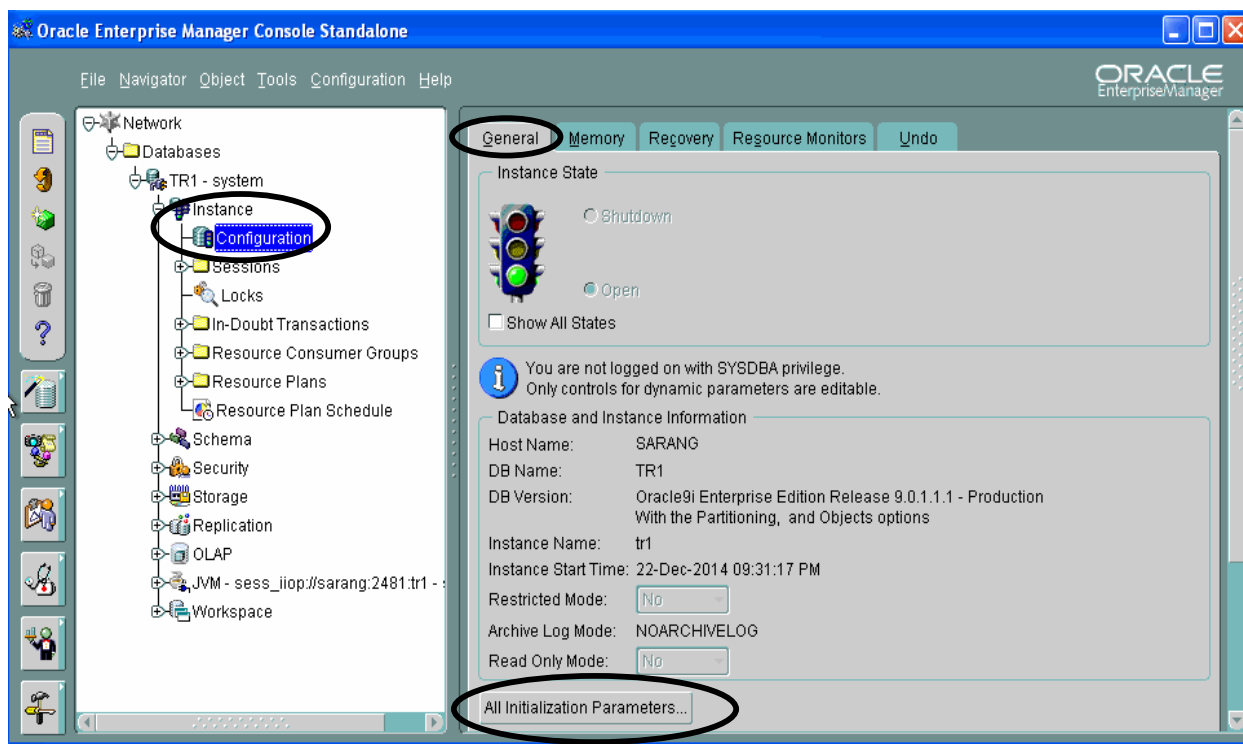 Oracle Enterprise Manager Console Standalone
File Navigator Object Tools Configuration Help
ORACLE
EnterpriseManager
Network
Databases
TR1 - system
Instance
Configuration
Sessions
Locks
In-Doubt Transactions
Resource Consumer Groups
Resource Plans
Resource Plan Schedule
Schema
Security
Storage
Replication
OLAP
JVM - sess_iiop://sarang:2481:tr1 -
Workspace
General Memory Recovery Resource Monitors Undo
Instance State
Shutdown
Open
Show All States
You are not logged on with SYSDBA privilege.
Only controls for dynamic parameters are editable.
Database and Instance Information
Host Name: SARANG
DB Name: TR1
DB Version: Oracle9i Enterprise Edition Release 9.0.1.1.1 - Production
With the Partitioning, and Objects options
Instance Name: tr1
Instance Start Time: 22-Dec-2014 09:31:17 PM
Restricted Mode: No
Archive Log Mode: NOARCHIVELOG
Read Only Mode: No
All Initialization Parameters...